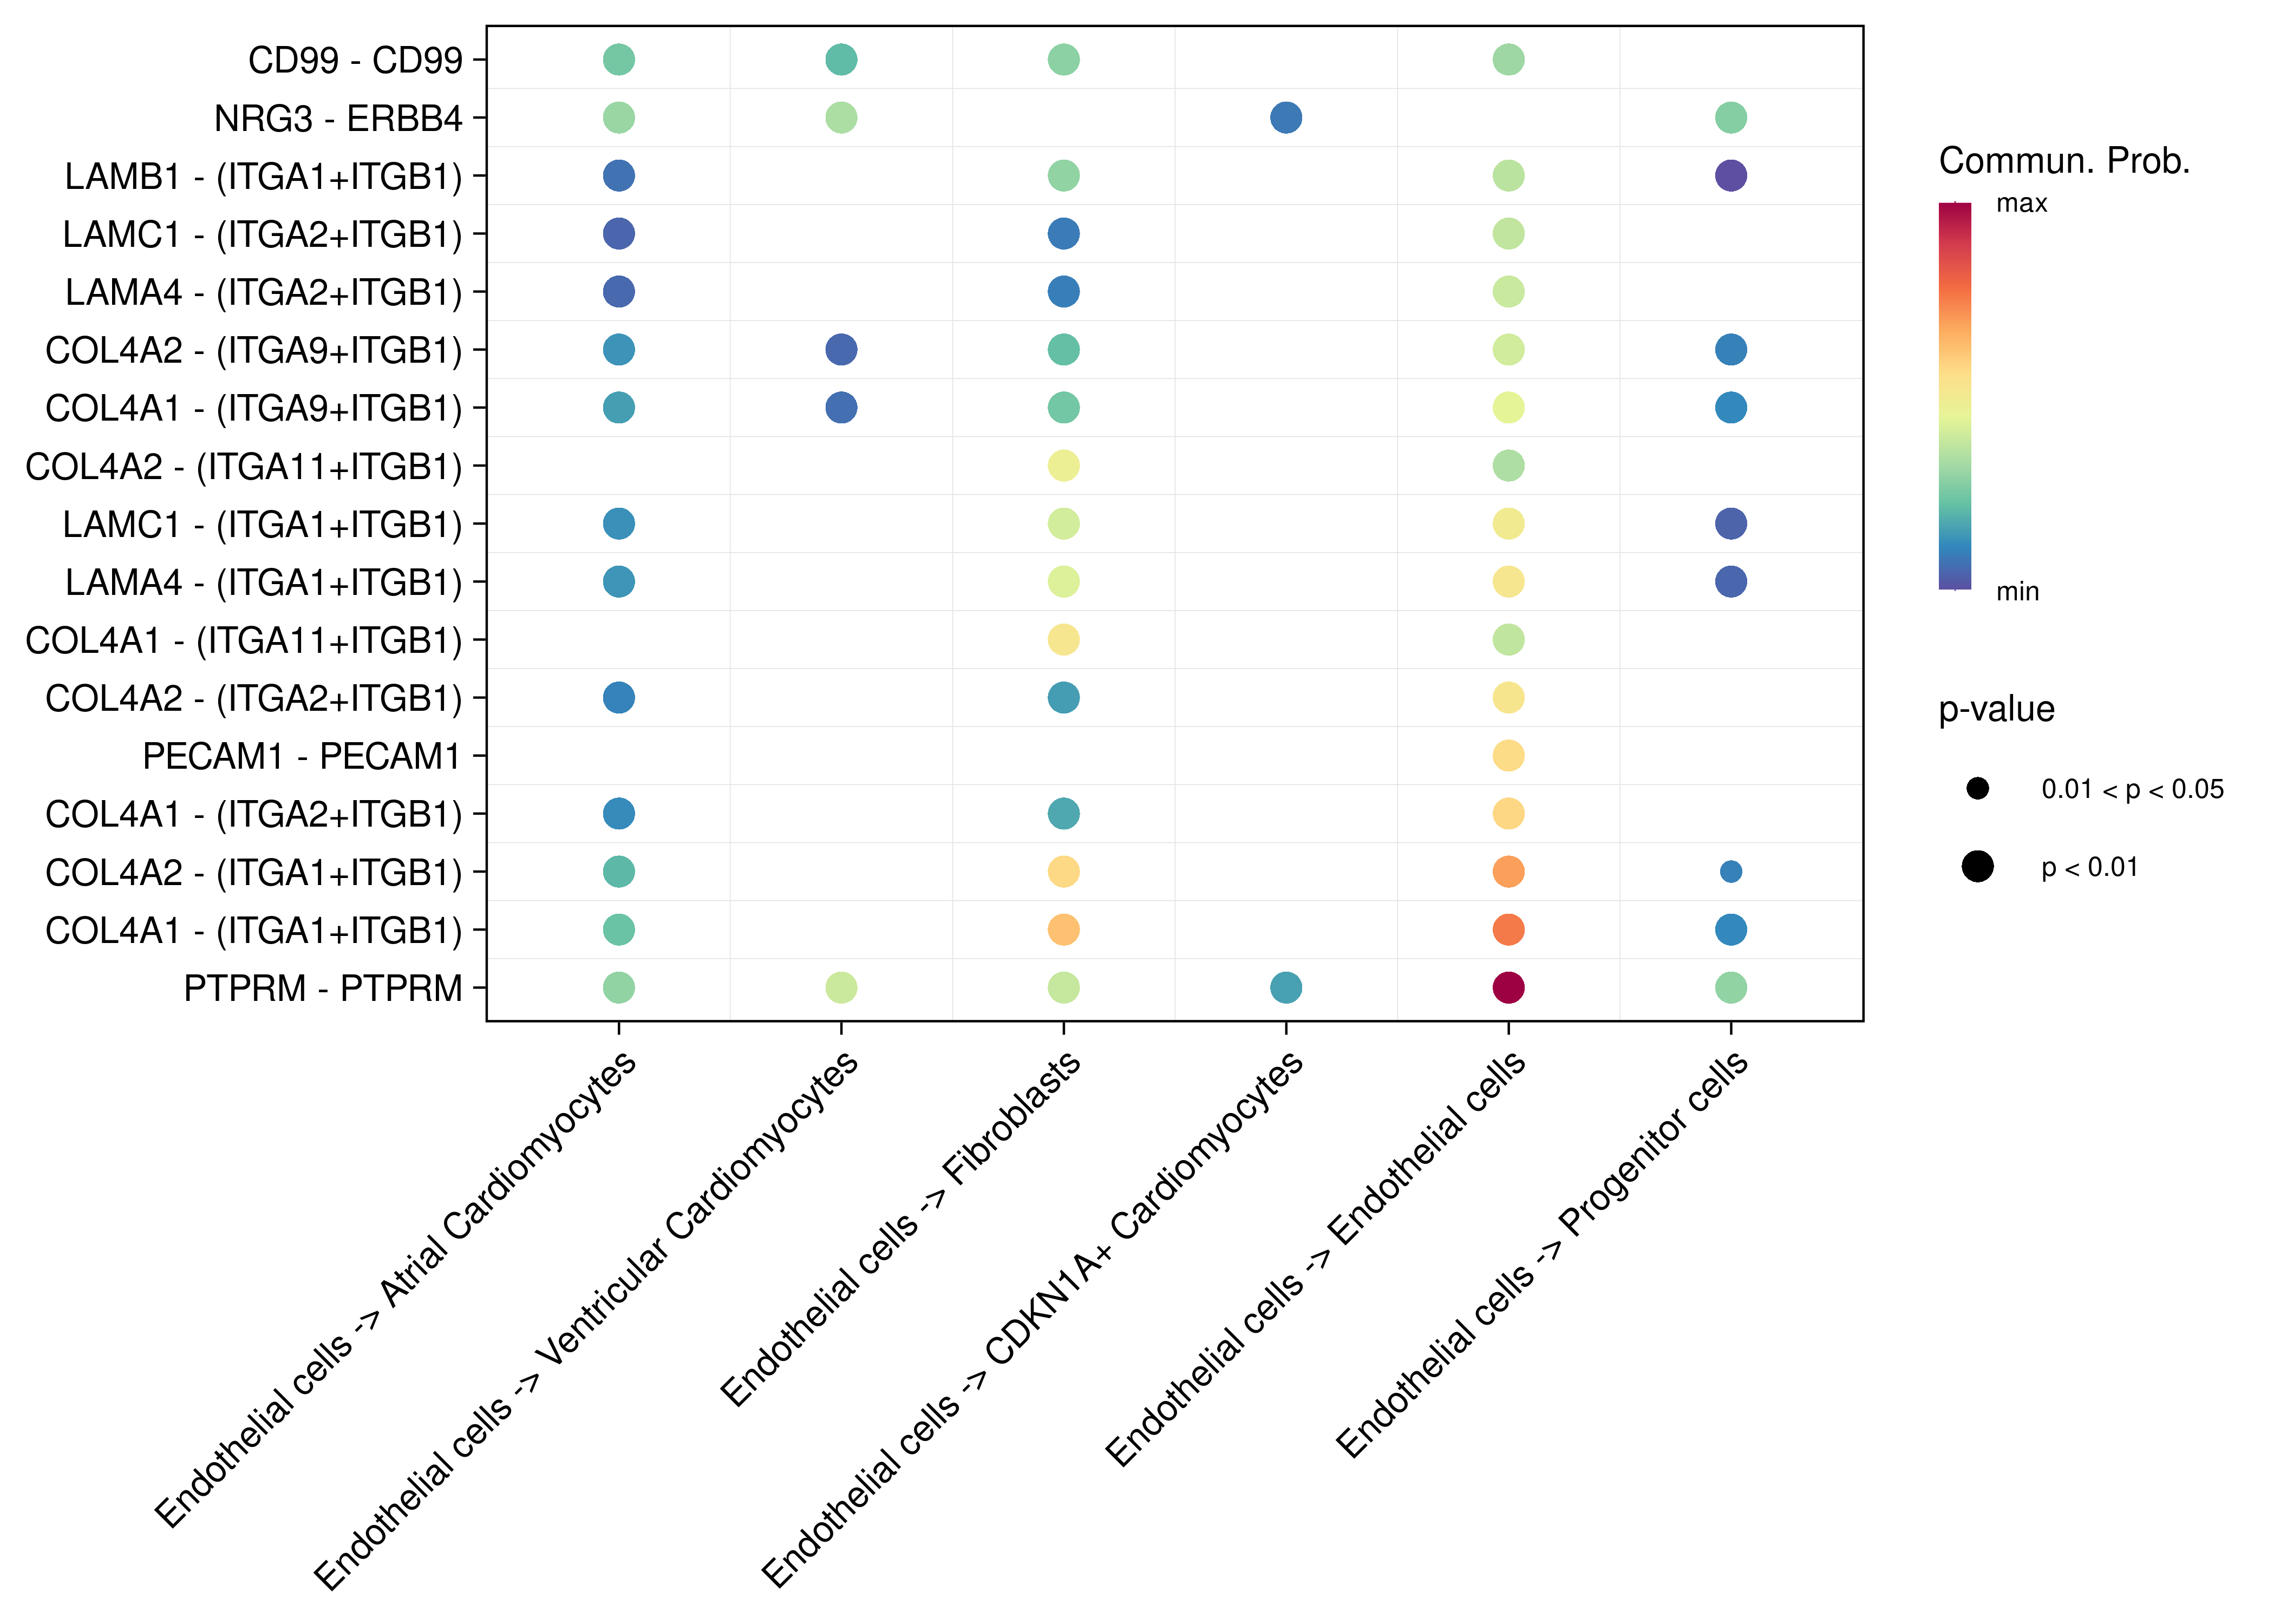 CD99 - CD99
NRG3 - ERBB4
LAMB1 - (ITGA1+ITGB1)
LAMC1 - (ITGA2+ITGB1)
LAMA4 - (ITGA2+ITGB1)
COL4A2 - (ITGA9+ITGB1)
COL4A1 - (ITGA9+ITGB1)
COL4A2 - (ITGA11+ITGB1)
LAMC1 - (ITGA1+ITGB1)
LAMA4 - (ITGA1+ITGB1)
COL4A1 - (ITGA11+ITGB1)
COL4A2 - (ITGA2+ITGB1)
PECAM1 - PECAM1
COL4A1 - (ITGA2+ITGB1)
COL4A2 - (ITGA1+ITGB1)
COL4A1 - (ITGA1+ITGB1)
PTPRM - PTPRM
Endothelial cells -> Atrial Cardiomyocytes
Endothelial cells -> Ventricular Cardiomyocytes
Endothelial cells -> Fibroblasts
Endothelial cells -> CDKN1A+ Cardiomyocytes
Endothelial cells -> Endothelial cells
Endothelial cells -> Progenitor cells
Commun. Prob.
max
min
p-value
0.01 < p < 0.05
p < 0.01